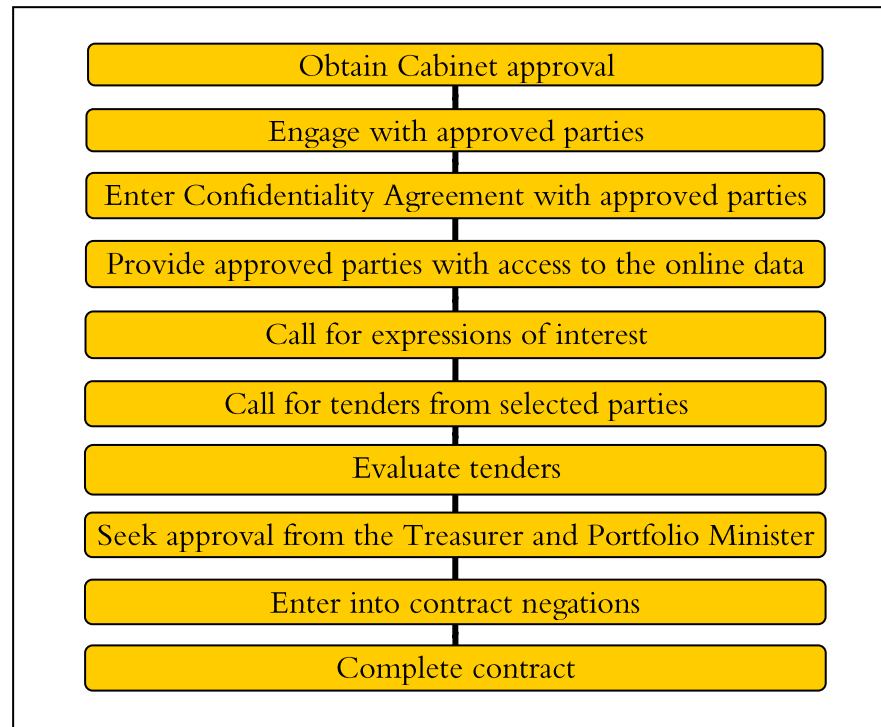 Obtain Cabinet approval
Engage with approved parties
Enter Confidentiality Agreement with approved parties
Provide approved parties with access to the online data
Call for expressions of interest
Call for tenders from selected parties
Evaluate tenders
Seek approval from the Treasurer and Portfolio Minister
Enter into contract negations
Complete contract